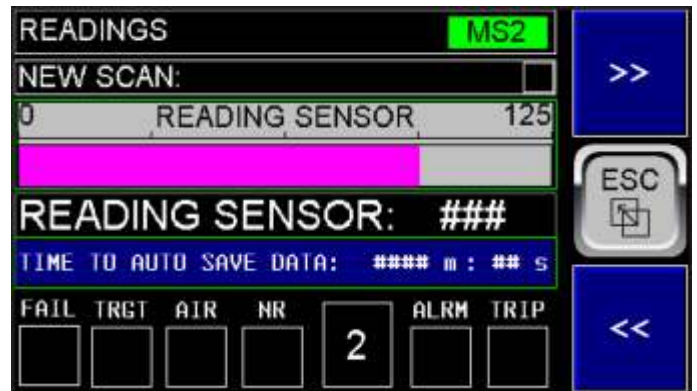 READINGS MS2
>>
NEW SCAN:
0 READING SENSOR 125
ESC
READING SENSOR: ###
TIME TO AUTO SAVE DATA: #### m : ## s
FAIL TRGT AIR NR 2 ALRM TRIP
<<